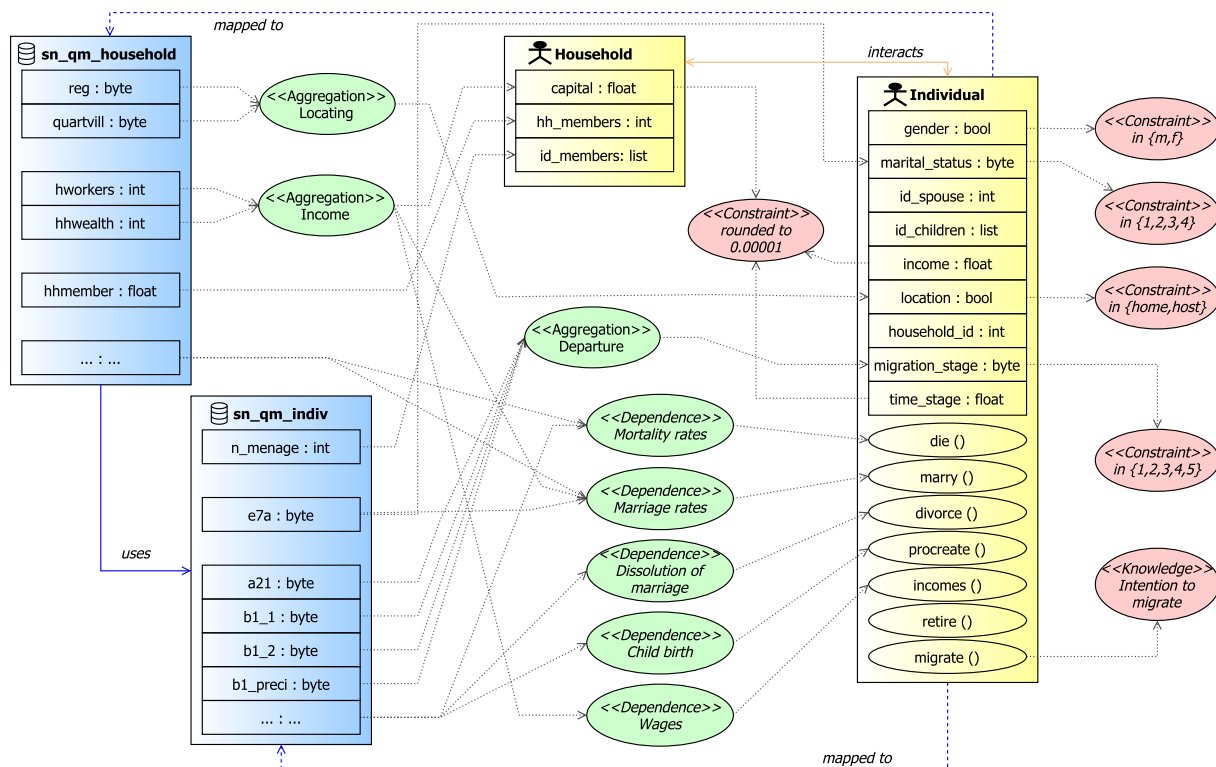 mapped to
sn_qm_household
reg : byte
quartvill : byte
hworkers : int
hhwealth : int
hhmember : float
... : ...
uses
sn_qm_indiv
n_menage : int
e7a : byte
a21 : byte
b1_1 : byte
b1_2 : byte
b1_preci : byte
... : ...
<<Aggregation>>
Locating
<<Aggregation>>
Income
Household
capital : float
hh_members : int
id_members: list
interacts
<<Constraint>>
rounded to
0.00001
<<Aggregation>>
Departure
<<Dependence>>
Mortality rates
<<Dependence>>
Marriage rates
<<Dependence>>
Dissolution of
marriage
<<Dependence>>
Child birth
<<Dependence>>
Wages
Individual
gender : bool
marital_status : byte
id_spouse : int
id_children : list
income : float
location : bool
household_id : int
migration_stage : byte
time_stage : float
die ()
marry ()
divorce ()
procreate ()
incomes ()
retire ()
migrate ()
<<Constraint>>
in {m,f}
<<Constraint>>
in {1,2,3,4}
<<Constraint>>
in {home,host}
<<Constraint>>
in {1,2,3,4,5}
<<Knowledge>>
Intention to
migrate
mapped to